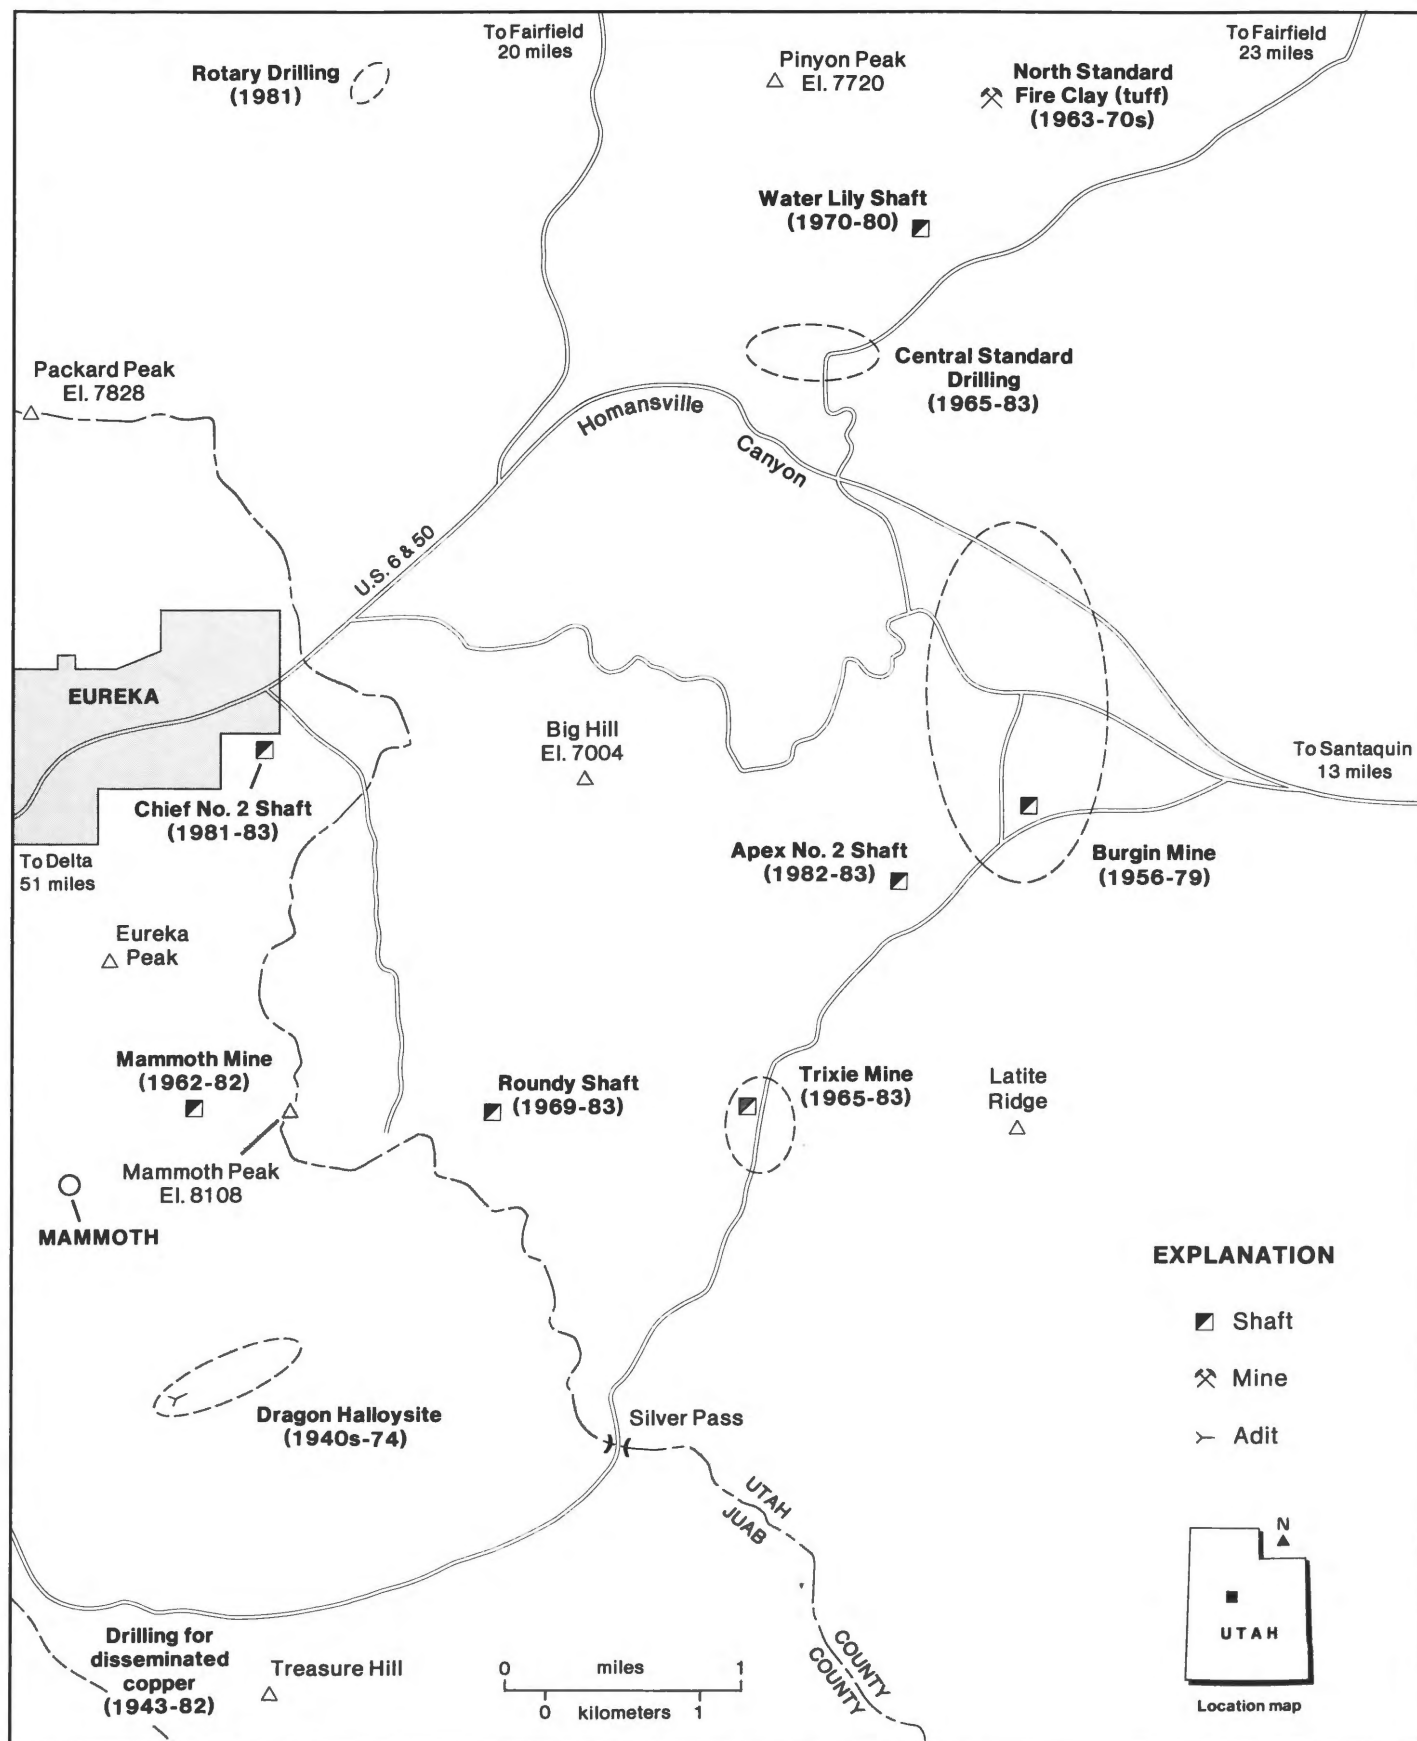 To Fairfield
20 miles
To Fairfield
23 miles
Rotary Drilling
(1981)
Pinyon Peak
El. 7720
North Standard
Fire Clay (tuff)
(1963-70s)
Water Lily Shaft
(1970-80)
Central Standard
Drilling
(1965-83)
Packard Peak
El. 7828
Homansville
Canyon
U.S. 6 & 50
EUREKA
Big Hill
El. 7004
To Santaquin
13 miles
Chief No. 2 Shaft
(1981-83)
Apex No. 2 Shaft
(1982-83)
Burgin Mine
(1956-79)
To Delta
51 miles
Eureka
Peak
Mammoth Mine
(1962-82)
Roundy Shaft
(1969-83)
Trixie Mine
(1965-83)
Latite
Ridge
Mammoth Peak
El. 8108
MAMMOTH
EXPLANATION
Shaft
Mine
Adit
Dragon Halloysite
(1940s-74)
Silver Pass
UTAH
JUAB
COUNTY
COUNTY
N
UTAH
Location map
Drilling for
disseminated
copper
(1943-82)
Treasure Hill
0 miles 1
0 kilometers 1